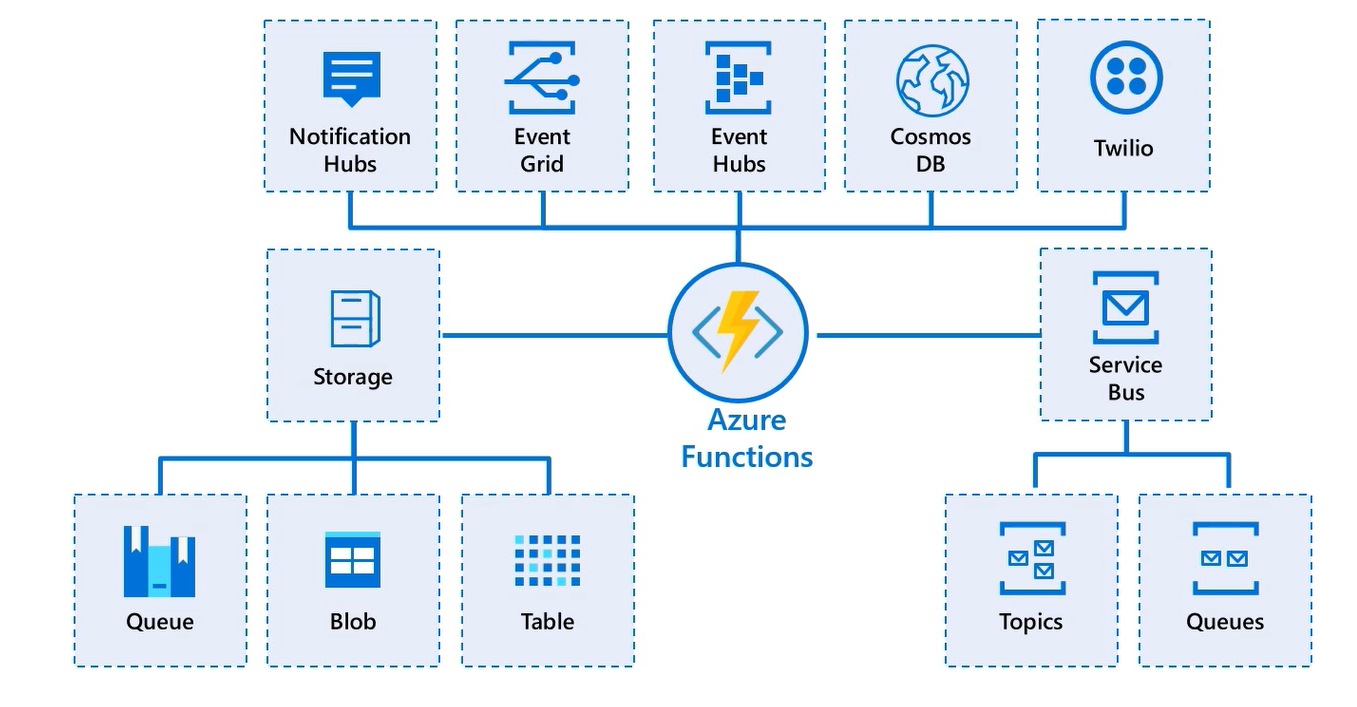 Notification
Hubs
Event
Grid
Event
Hubs
Cosmos
DB
Twilio
Storage
Azure
Functions
Service
Bus
Queue
Blob
Table
Topics
Queues